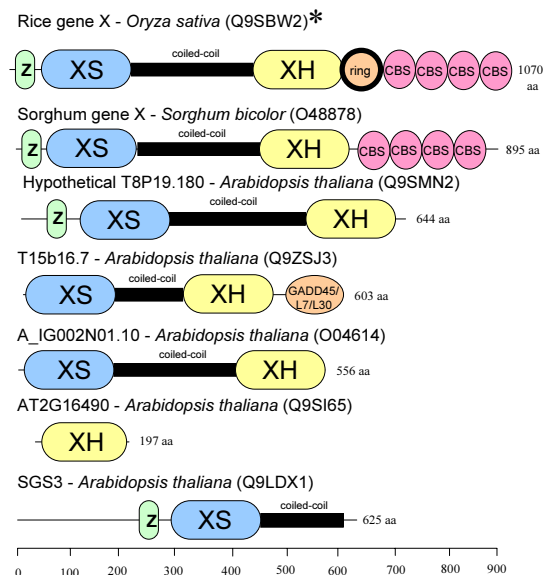 Rice gene X - Oryza sativa (Q9SBW2)*
coiled-coil
Z XS XH ring CBS CBS CBS CBS 1070 aa
Sorghum gene X - Sorghum bicolor (O48878)
coiled-coil
Z XS XH CBS CBS CBS CBS 895 aa
Hypothetical T8P19.180 - Arabidopsis thaliana (Q9SMN2)
coiled-coil
Z XS XH 644 aa
T15b16.7 - Arabidopsis thaliana (Q9ZSJ3)
coiled-coil
XS XH GADD45/ L7/L30 603 aa
A_IG002N01.10 - Arabidopsis thaliana (O04614)
coiled-coil
XS XH 556 aa
AT2G16490 - Arabidopsis thaliana (Q9SI65)
XH 197 aa
SGS3 - Arabidopsis thaliana (Q9LDX1)
coiled-coil
Z XS 625 aa
0 100 200 300 400 500 600 700 800 900